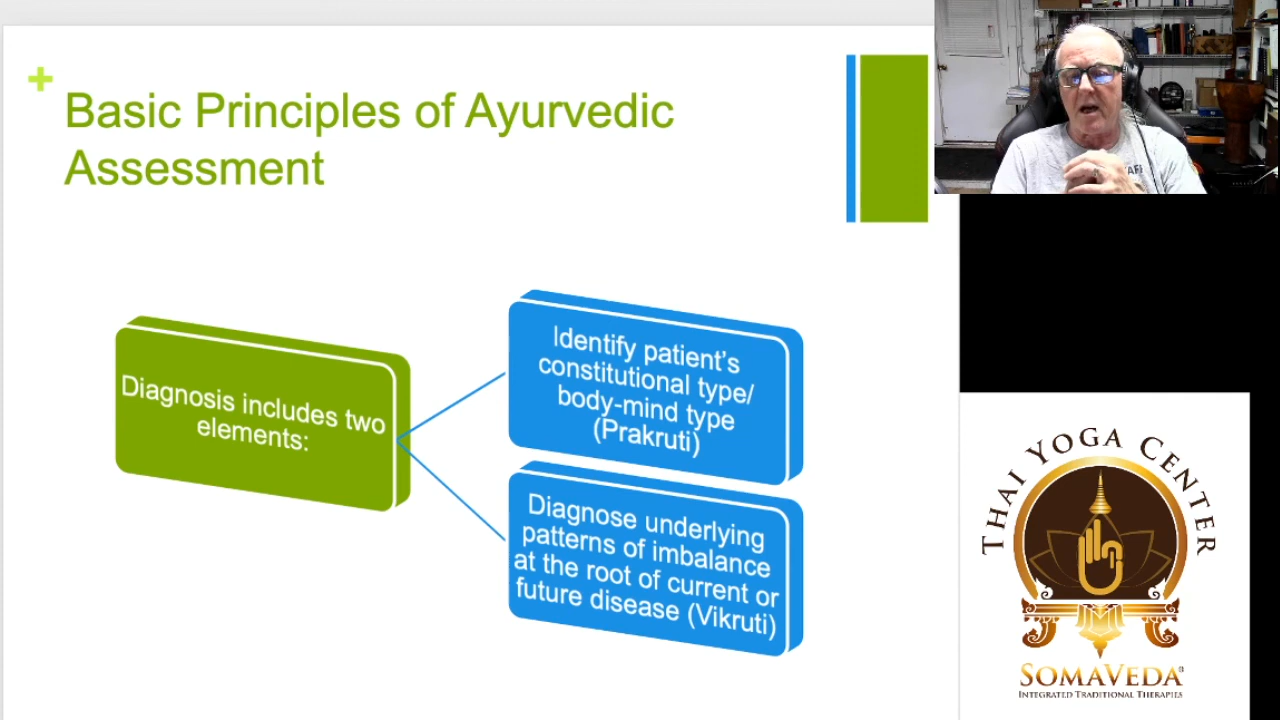 +
Basic Principles of Ayurvedic
Assessment
Diagnosis includes two
elements:
Identify patient’s
constitutional type/
body-mind type
(Prakruti)
Diagnose underlying
patterns of imbalance
at the root of current or
future disease (Vikruti)
THAI YOGA CENTER
SOMAVEDA®
INTEGRATED TRADITIONAL THERAPIES